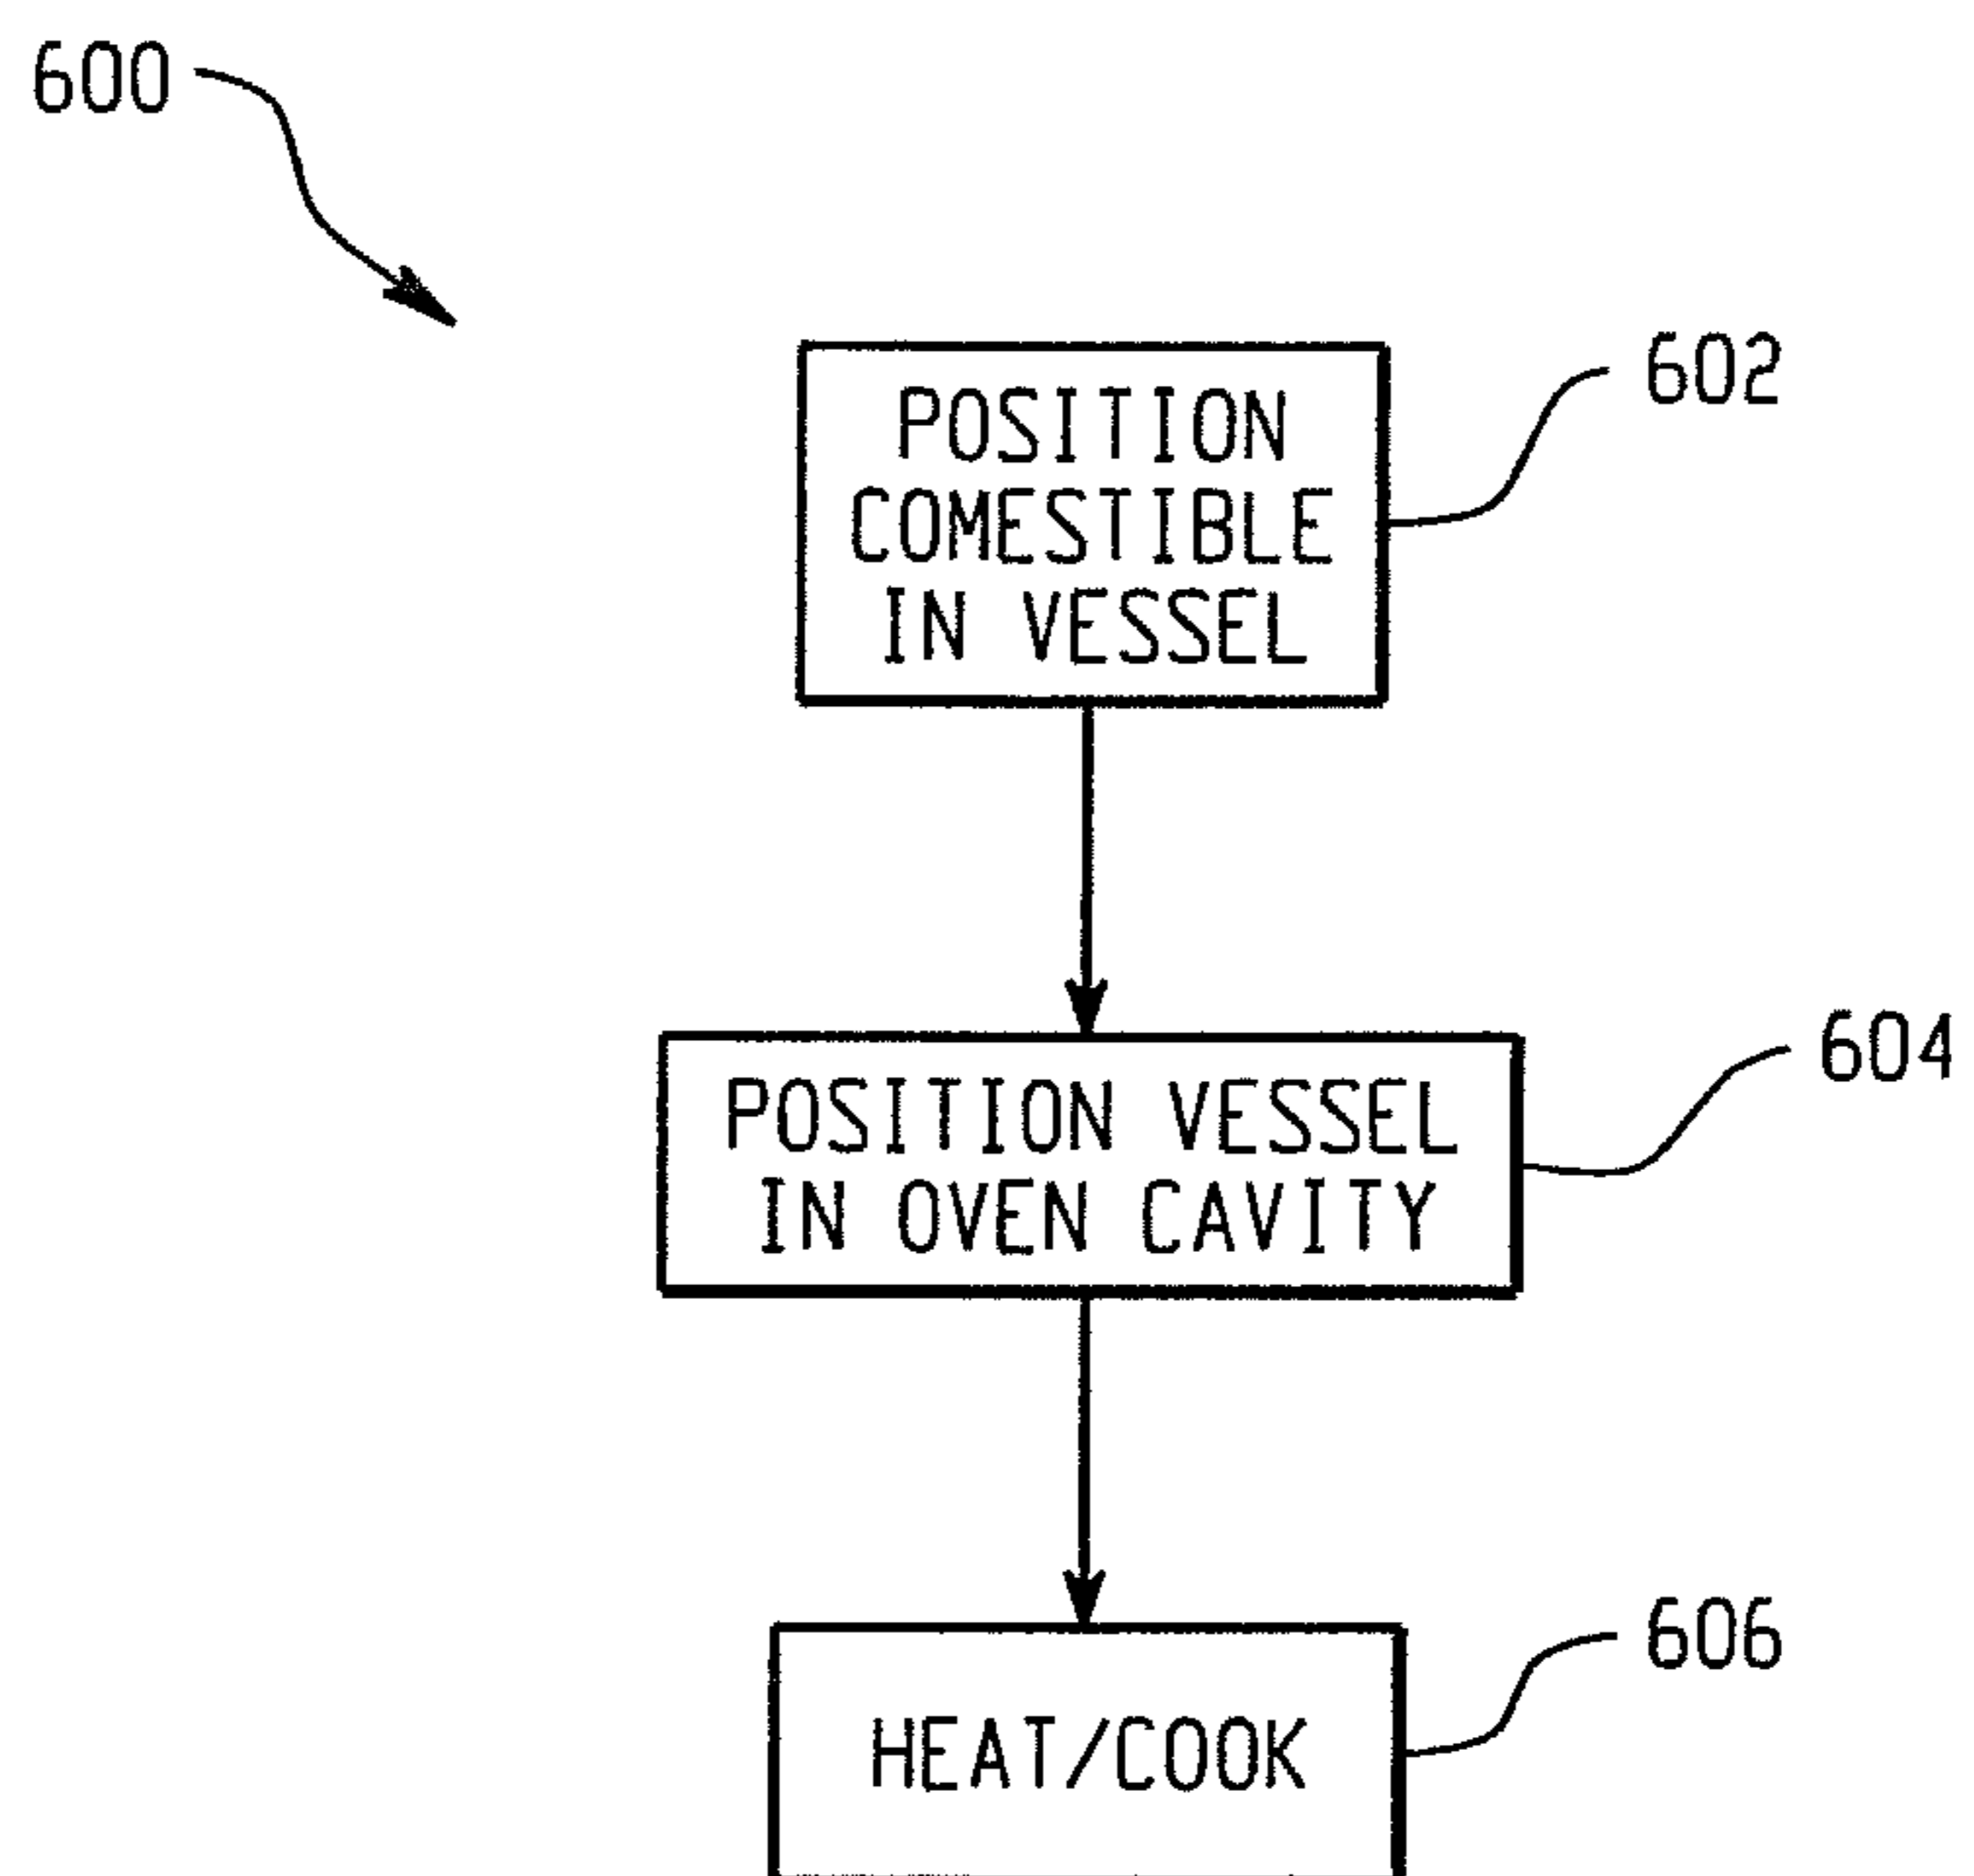 600
POSITION
COMESTIBLE
IN VESSEL
602
POSITION VESSEL
IN OVEN CAVITY
604
HEAT/COOK
606